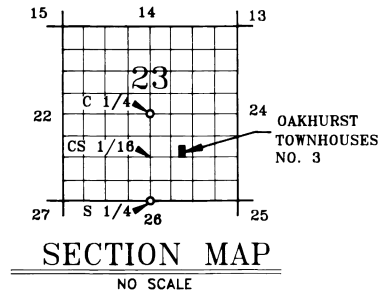 15 14 13
23
C 1/4
22 24
OAKHURST
TOWNHOUSES
NO. 3
CS 1/16
S 1/4
27 26 25
SECTION MAP
NO SCALE